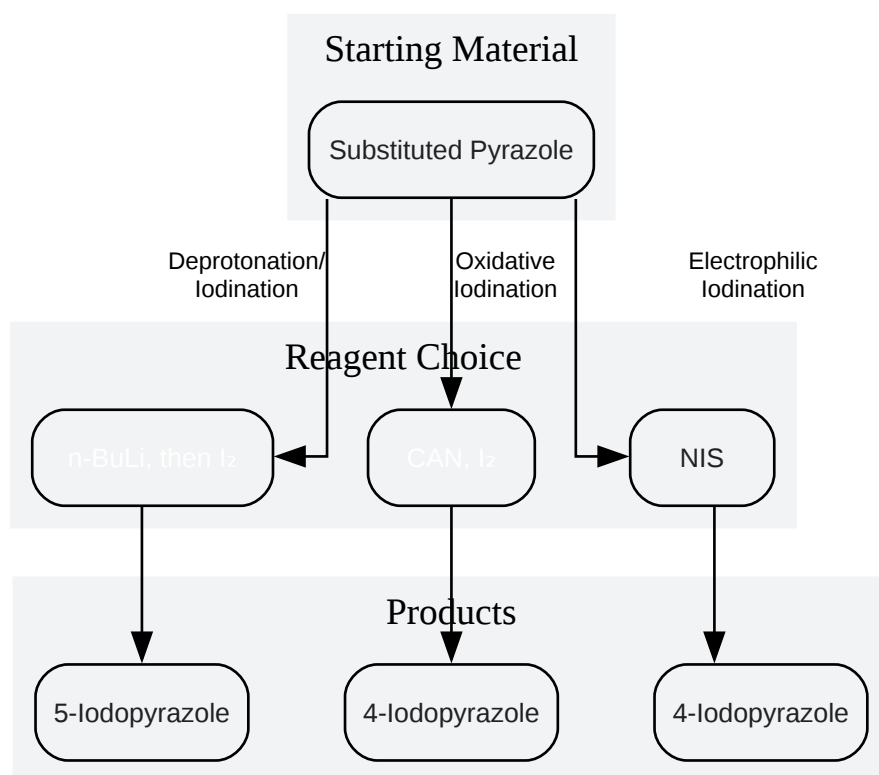 Starting Material
Substituted Pyrazole
Deprotonation/
Iodination
Oxidative
Iodination
Electrophilic
Iodination
Reagent Choice
n-BuLi, then I₂
CAN, I₂
NIS
Products
5-Iodopyrazole
4-Iodopyrazole
4-Iodopyrazole